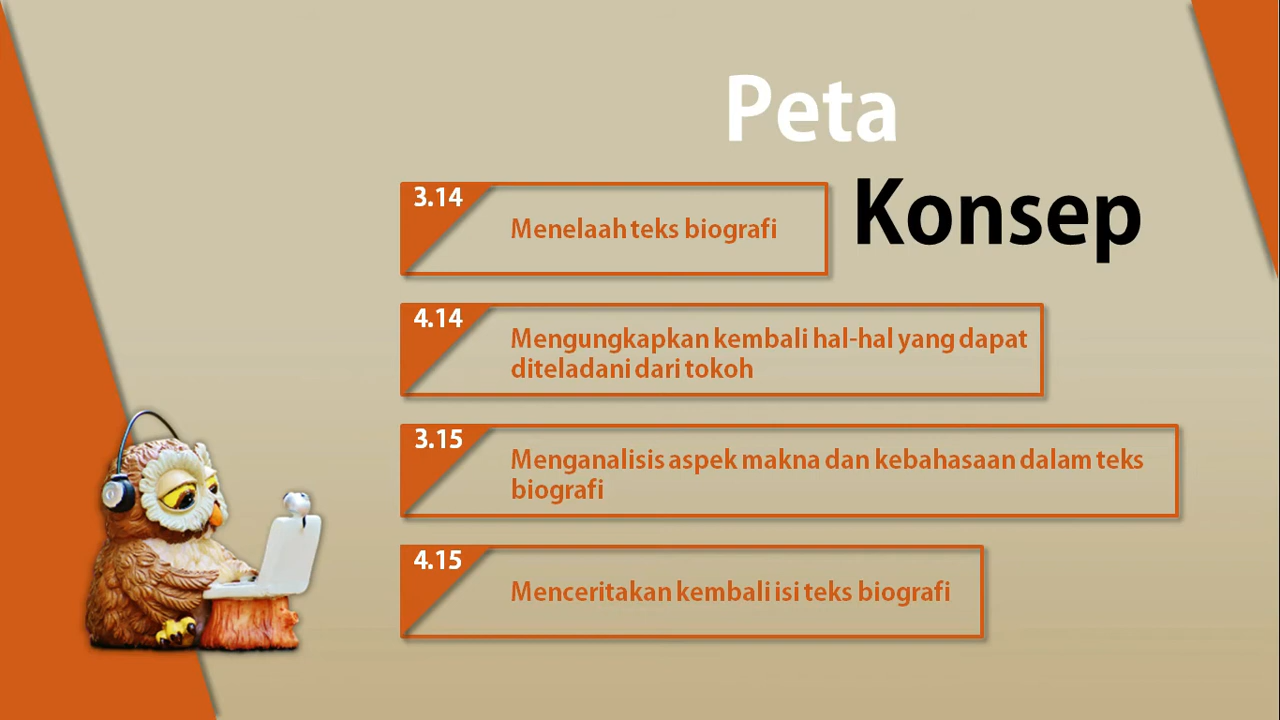 Peta
Konsep
3.14
Menelaah teks biografi
4.14
Mengungkapkan kembali hal-hal yang dapat
diteladani dari tokoh
3.15
Menganalisis aspek makna dan kebahasaan dalam teks
biografi
4.15
Menceritakan kembali isi teks biografi